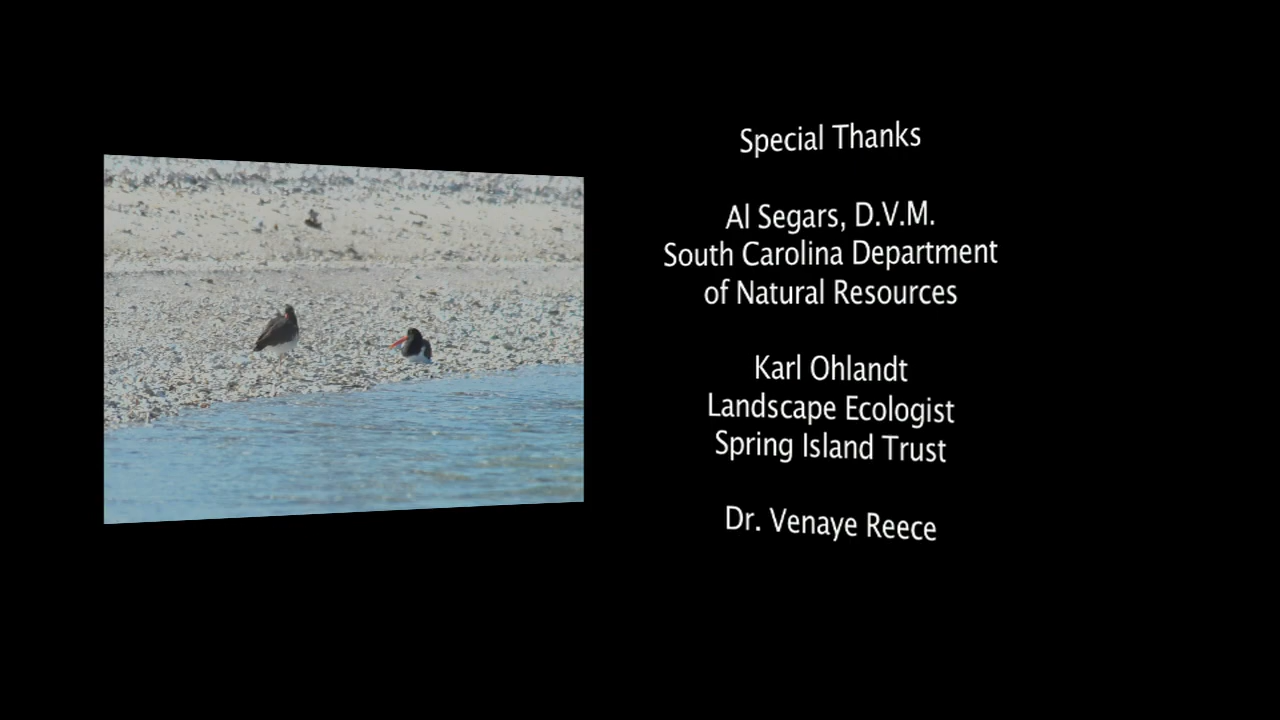 Special Thanks
Al Segars, D.V.M.
South Carolina Department
of Natural Resources
Karl Ohlandt
Landscape Ecologist
Spring Island Trust
Dr. Venaye Reece